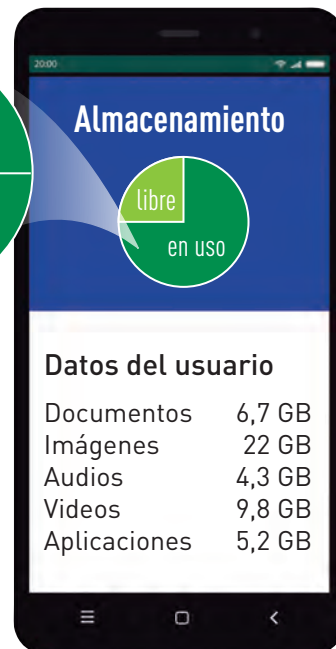 20:00
Almacenamiento
libre
en uso
Datos del usuario
Documentos 6,7 GB
Imágenes 22 GB
Audios 4,3 GB
Videos 9,8 GB
Aplicaciones 5,2 GB